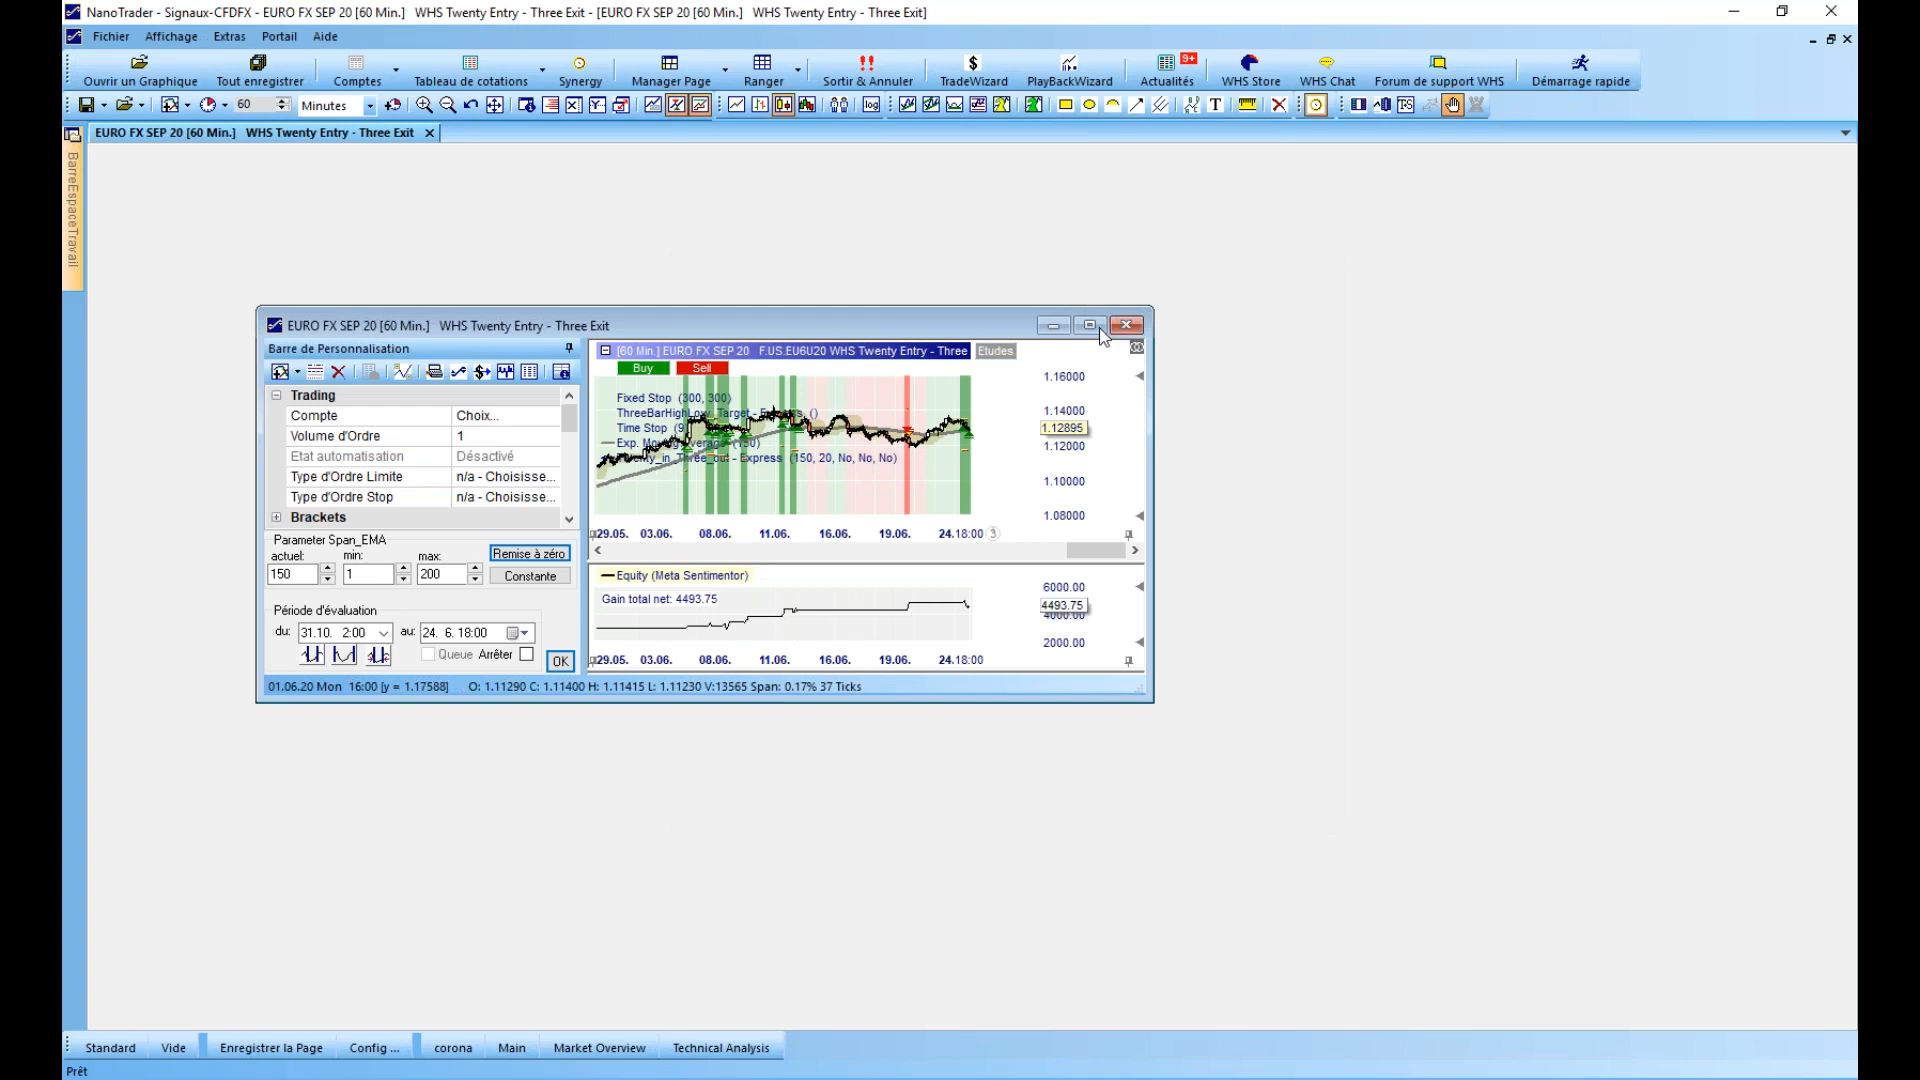 NanoTrader - Signaux-CFDFX - EURO FX SEP 20 [60 Min.]   WHS Twenty Entry - Three Exit - [EURO FX SEP 20 [60 Min.]   WHS Twenty Entry - Three Exit]
Fichier Affichage Extras Portail Aide
Ouvrir un Graphique Tout enregistrer Comptes Tableau de cotations Synergy Manager Page Ranger Sortir & Annuler TradeWizard PlayBackWizard Actualités 9+ WHS Store WHS Chat Forum de support WHS Démarrage rapide
60 Minutes log T
EURO FX SEP 20 [60 Min.]   WHS Twenty Entry - Three Exit
BarreEspaceTravail
EURO FX SEP 20 [60 Min.]   WHS Twenty Entry - Three Exit
Barre de Personnalisation
Trading
Compte Choix...
Volume d'Ordre 1
Etat automatisation Désactivé
Type d'Ordre Limite n/a - Choisisse...
Type d'Ordre Stop n/a - Choisisse...
Brackets
Parameter Span_EMA
actuel: min: max: Remise à zéro
150 1 200 Constante
Période d'évaluation
du: 31.10. 2:00 au: 24. 6. 18:00
Queue Arrêter OK
[60 Min.] EURO FX SEP 20 F.US.EU6U20 WHS Twenty Entry - Three Etudes
Buy Sell
Fixed Stop (300, 300)
ThreeBarHighLow_Target - Express ()
Time Stop (9
Exp. Moving Average (150)
Twenty_in_Three_out - Express (150, 20, No, No, No)
1.16000
1.14000
1.12895
1.12000
1.10000
1.08000
29.05. 03.06. 08.06. 11.06. 16.06. 19.06. 24.18:00 3
Equity (Meta Sentimentor)
Gain total net: 4493.75
6000.00
4493.75
4000.00
2000.00
29.05. 03.06. 08.06. 11.06. 16.06. 19.06. 24.18:00
01.06.20 Mon 16:00 [y = 1.17588] O: 1.11290 C: 1.11400 H: 1.11415 L: 1.11230 V:13565 Span: 0.17% 37 Ticks
Standard Vide Enregistrer la Page Config ... corona Main Market Overview Technical Analysis
Prêt